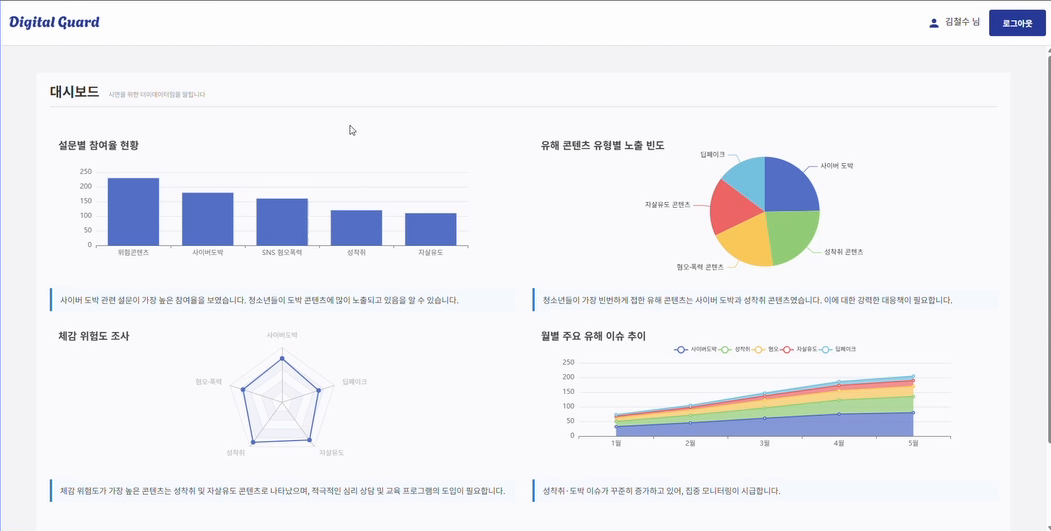 Digital Guard
김철수 님
로그아웃
대시보드
시연을 위한 더미데이터임을 알립니다
설문별 참여율 현황
250
200
150
100
50
0
위험콘텐츠 사이버도박 SNS 혐오폭력 성착취 자살유도
사이버 도박 관련 설문이 가장 높은 참여율을 보였습니다. 청소년들이 도박 콘텐츠에 많이 노출되고 있음을 알 수 있습니다.
유해 콘텐츠 유형별 노출 빈도
딥페이크
사이버 도박
자살유도 콘텐츠
성착취 콘텐츠
혐오·폭력 콘텐츠
청소년들이 가장 빈번하게 접한 유해 콘텐츠는 사이버 도박과 성착취 콘텐츠였습니다. 이에 대한 강력한 대응책이 필요합니다.
체감 위험도 조사
사이버도박
혐오·폭력
딥페이크
성착취
자살유도
체감 위험도가 가장 높은 콘텐츠는 성착취 및 자살유도 콘텐츠로 나타났으며, 적극적인 심리 상담 및 교육 프로그램의 도입이 필요합니다.
월별 주요 유해 이슈 추이
사이버도박 성착취 혐오 자살유도 딥페이크
250
200
150
100
50
0
1월 2월 3월 4월 5월
성착취·도박 이슈가 꾸준히 증가하고 있어, 집중 모니터링이 시급합니다.